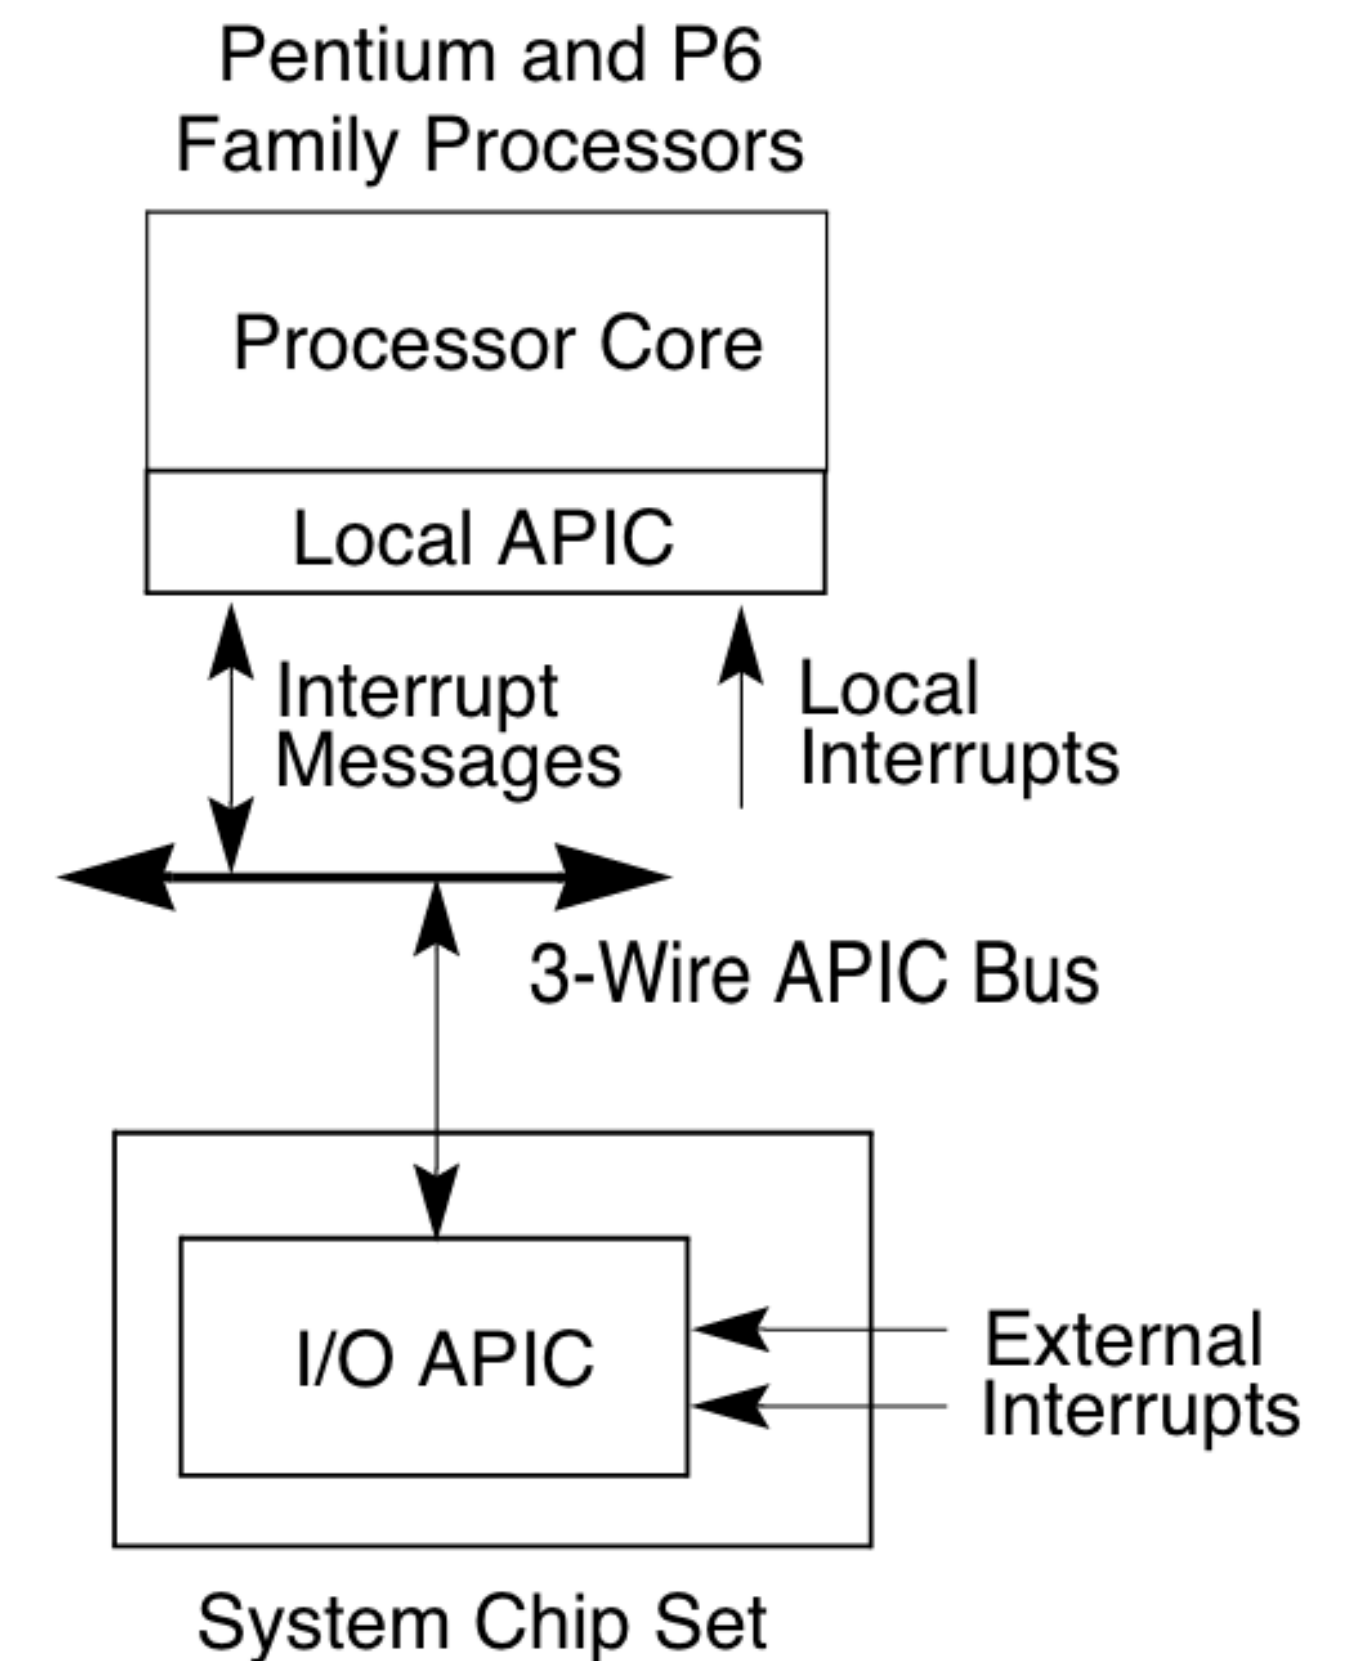 Pentium and P6
Family Processors
Processor Core
Local APIC
Interrupt
Messages
Local
Interrupts
3-Wire APIC Bus
I/O APIC
External
Interrupts
System Chip Set